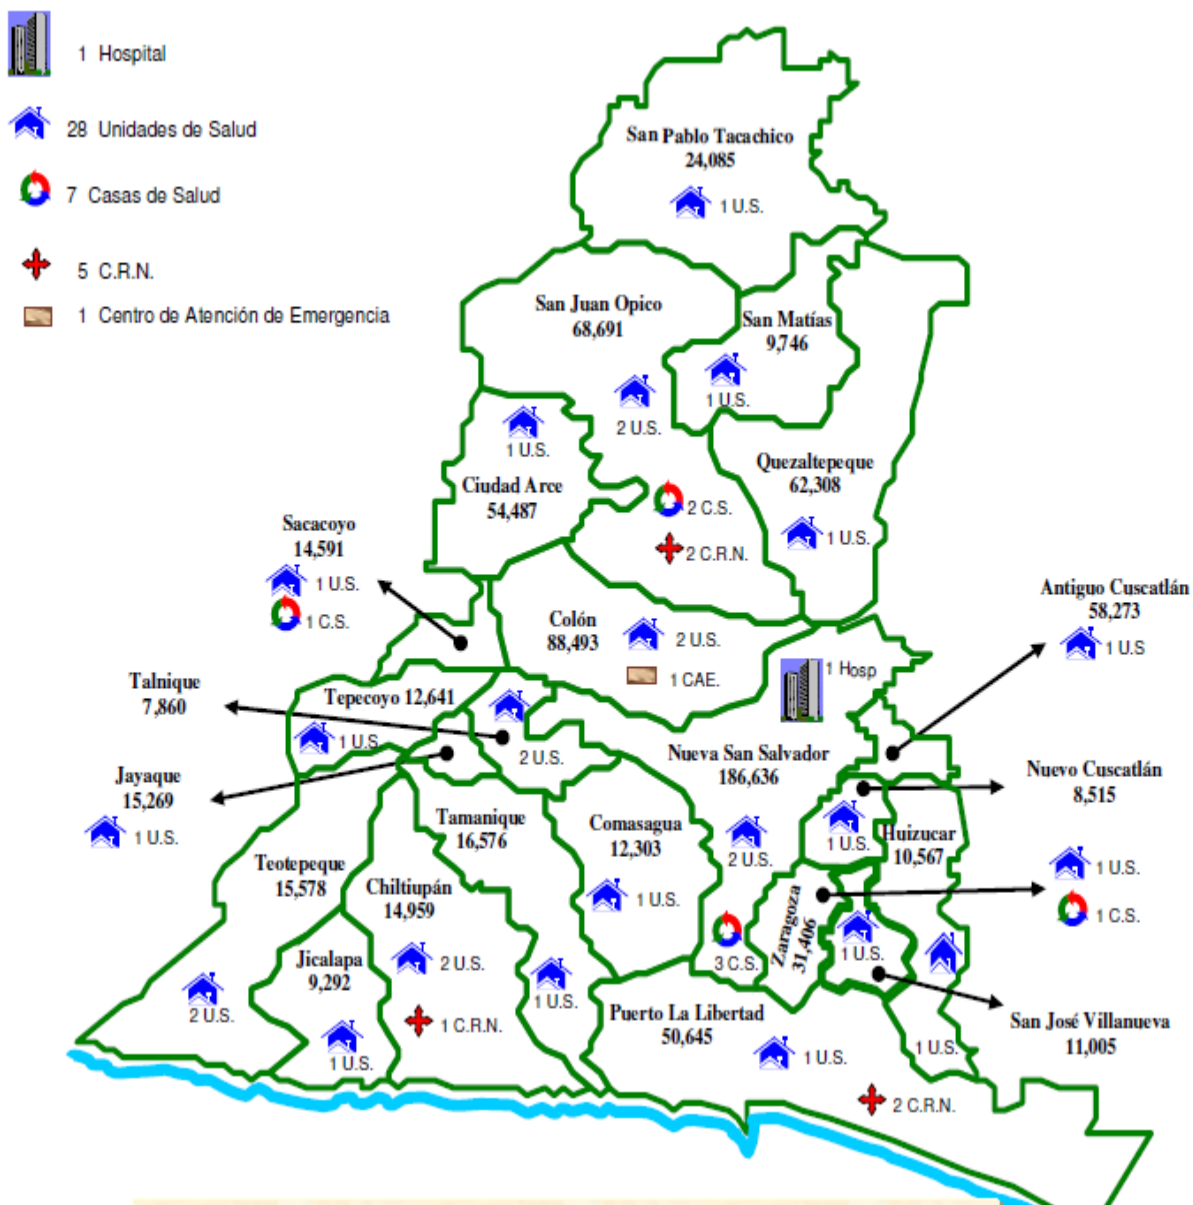 1 Hospital
28 Unidades de Salud
7 Casas de Salud
5 C.R.N.
1 Centro de Atención de Emergencia
San Pablo Tacachico
24,085
1 U.S.
San Juan Opico
68,691
2 U.S.
San Matías
9,746
1 U.S.
1 U.S.
Ciudad Arce
54,487
Quezaltepeque
62,308
1 U.S.
2 C.S.
2 C.R.N.
Sacacoyo
14,591
1 U.S.
1 C.S.
Colón
88,493
2 U.S.
1 CAE.
Antiguo Cuscatlán
58,273
1 U.S
1 Hosp
Talnique
7,860
Tepecoyo 12,641
1 U.S.
2 U.S.
Nueva San Salvador
186,636
2 U.S.
3 C.S.
Nuevo Cuscatlán
8,515
1 U.S.
Jayaque
15,269
1 U.S.
Tamanique
16,576
1 U.S.
Comasagua
12,303
1 U.S.
Huizucar
10,567
1 U.S.
1 U.S.
1 C.S.
Teotepeque
15,578
2 U.S.
Chiltiupán
14,959
2 U.S.
1 C.R.N.
Zaragoza
31,406
1 U.S.
Jicalapa
9,292
1 U.S.
Puerto La Libertad
50,645
1 U.S.
2 C.R.N.
San José Villanueva
11,005